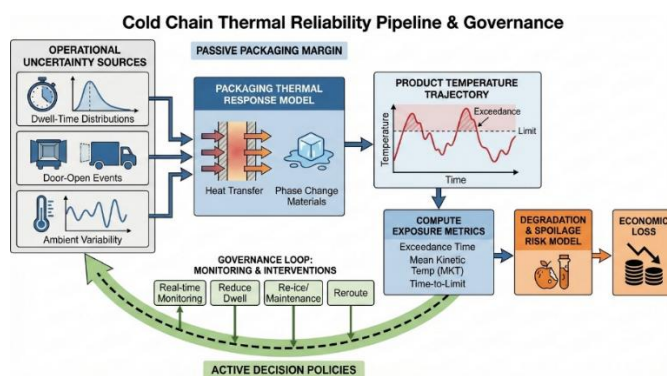 Cold Chain Thermal Reliability Pipeline & Governance
OPERATIONAL
UNCERTAINTY SOURCES
Dwell-Time Distributions
Door-Open Events
Ambient Variability
PASSIVE PACKAGING MARGIN
PACKAGING THERMAL
RESPONSE MODEL
Heat Transfer
Phase Change
Materials
PRODUCT TEMPERATURE
TRAJECTORY
Exceedance
Limit
Temperature
Time
COMPUTE
EXPOSURE METRICS
Exceedance Time
Mean Kinetic
Temp (MKT)
Time-to-Limit
DEGRADATION
& SPOILAGE
RISK MODEL
ECONOMIC
LOSS
GOVERNANCE LOOP:
MONITORING & INTERVENTIONS
Real-time
Monitoring
Reduce
Dwell
Re-ice/
Maintenance
Reroute
ACTIVE DECISION POLICIES